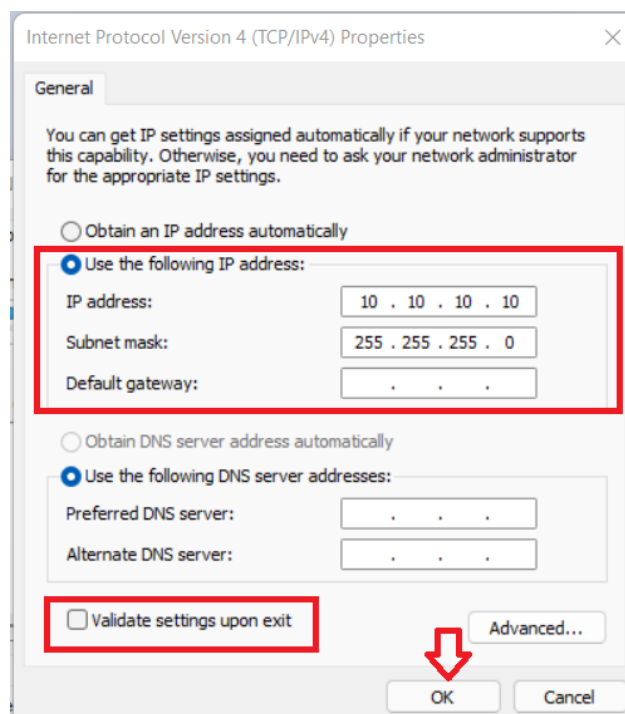 Internet Protocol Version 4 (TCP/IPv4) Properties
General
You can get IP settings assigned automatically if your network supports
this capability. Otherwise, you need to ask your network administrator
for the appropriate IP settings.
Obtain an IP address automatically
Use the following IP address:
IP address: 10 . 10 . 10 . 10
Subnet mask: 255 . 255 . 255 . 0
Default gateway: . . .
Obtain DNS server address automatically
Use the following DNS server addresses:
Preferred DNS server: . . .
Alternate DNS server: . . .
Validate settings upon exit
Advanced...
OK Cancel